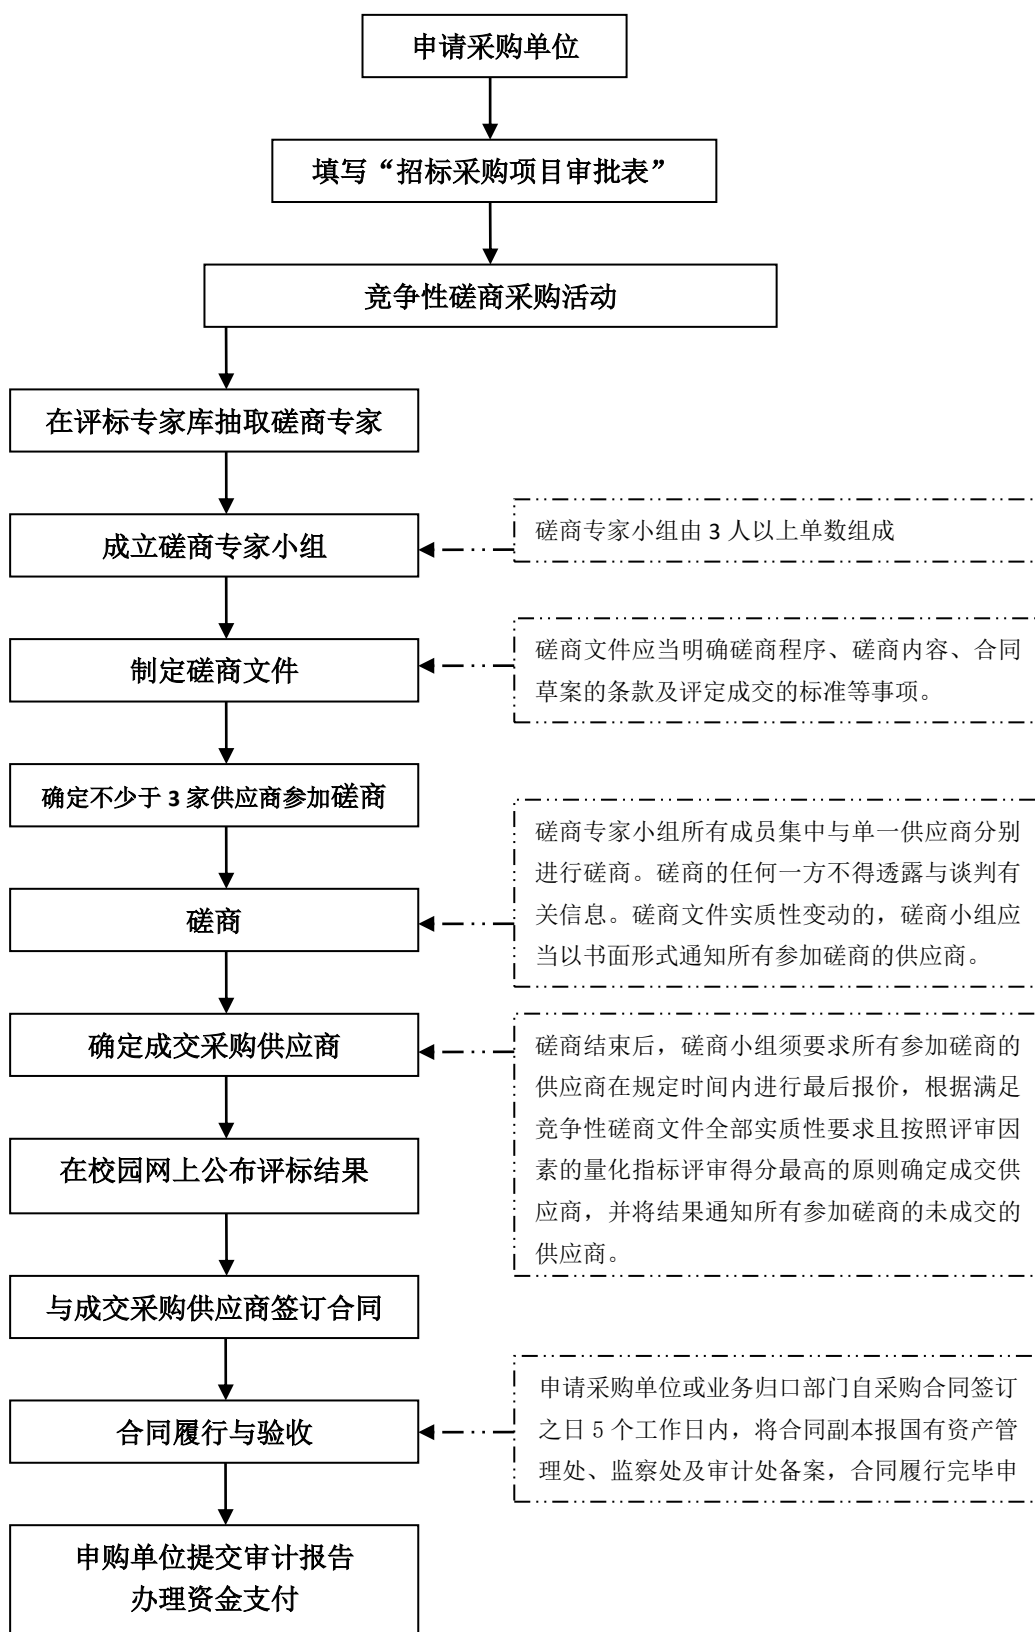 申请采购单位
填写“招标采购项目审批表”
竞争性磋商采购活动
在评标专家库抽取磋商专家
成立磋商专家小组
磋商专家小组由 3 人以上单数组成
制定磋商文件
磋商文件应当明确磋商程序、磋商内容、合同
草案的条款及评定成交的标准等事项。
确定不少于 3 家供应商参加磋商
磋商
磋商专家小组所有成员集中与单一供应商分别
进行磋商。磋商的任何一方不得透露与谈判有
关信息。磋商文件实质性变动的，磋商小组应
当以书面形式通知所有参加磋商的供应商。
确定成交采购供应商
磋商结束后，磋商小组须要求所有参加磋商的
供应商在规定时间内进行最后报价，根据满足
竞争性磋商文件全部实质性要求且按照评审因
素的量化指标评审得分最高的原则确定成交供
应商，并将结果通知所有参加磋商的未成交的
供应商。
在校园网上公布评标结果
与成交采购供应商签订合同
合同履行与验收
申请采购单位或业务归口部门自采购合同签订
之日 5 个工作日内，将合同副本报国有资产管
理处、监察处及审计处备案，合同履行完毕申
申购单位提交审计报告
办理资金支付